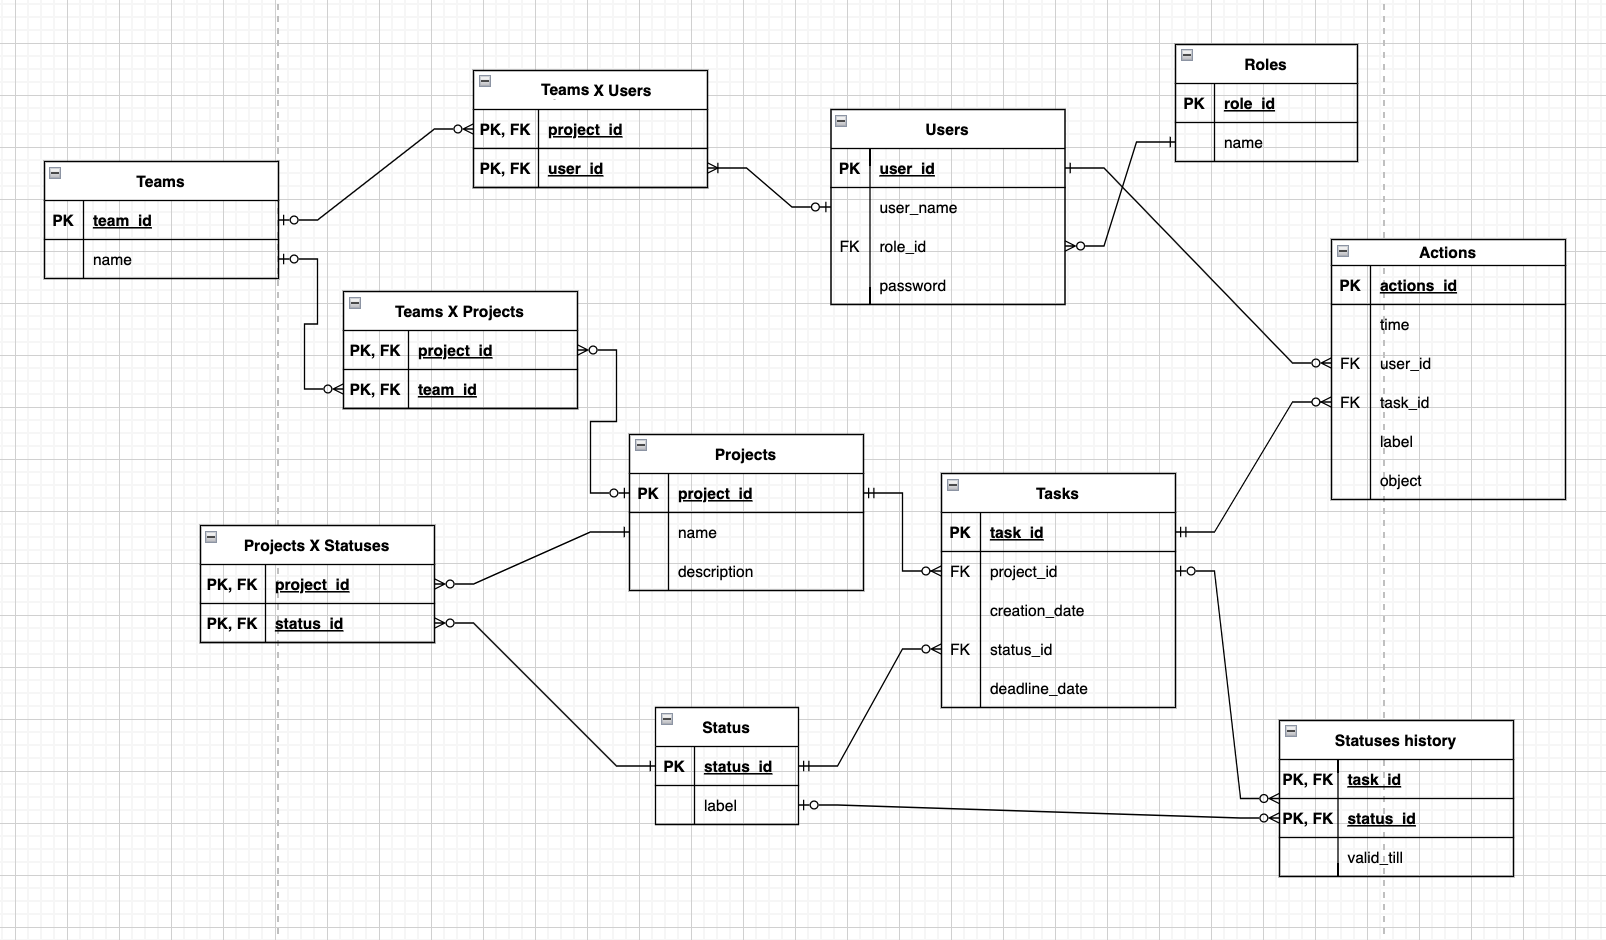 Roles
PK role_id
name
Teams X Users
PK, FK project_id
PK, FK user_id
Users
PK user_id
user_name
FK role_id
password
Teams
PK team_id
name
Actions
PK actions_id
time
FK user_id
FK task_id
label
object
Teams X Projects
PK, FK project_id
PK, FK team_id
Projects
PK project_id
name
description
Tasks
PK task_id
FK project_id
creation_date
FK status_id
deadline_date
Projects X Statuses
PK, FK project_id
PK, FK status_id
Status
PK status_id
label
Statuses history
PK, FK task_id
PK, FK status_id
valid_till